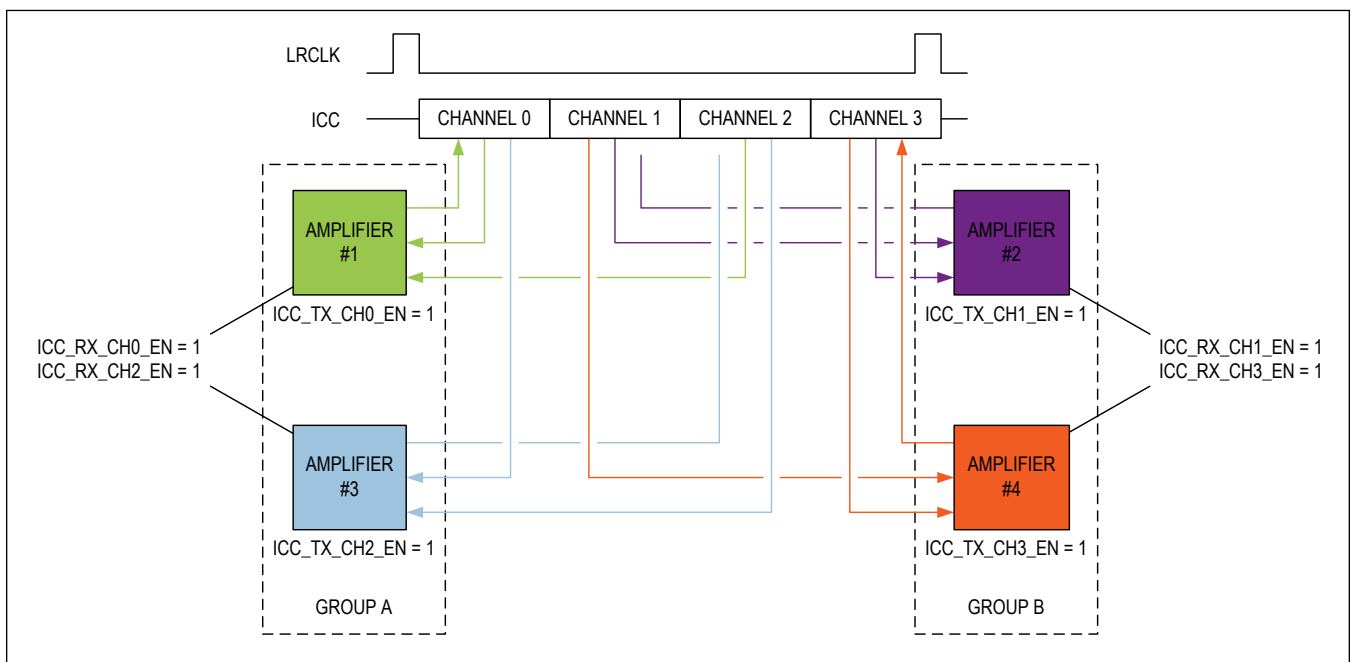 LRCLK
ICC
CHANNEL 0
CHANNEL 1
CHANNEL 2
CHANNEL 3
AMPLIFIER
#1
ICC_TX_CH0_EN = 1
AMPLIFIER
#2
ICC_TX_CH1_EN = 1
ICC_RX_CH0_EN = 1
ICC_RX_CH2_EN = 1
ICC_RX_CH1_EN = 1
ICC_RX_CH3_EN = 1
AMPLIFIER
#3
ICC_TX_CH2_EN = 1
AMPLIFIER
#4
ICC_TX_CH3_EN = 1
GROUP A
GROUP B